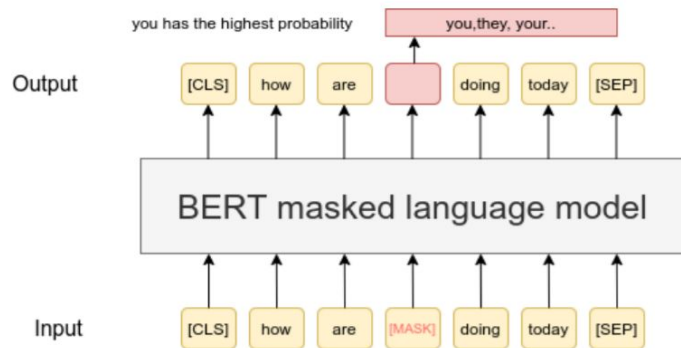 you has the highest probability you,they, your..
Output [CLS] how are doing today [SEP]
BERT masked language model
Input [CLS] how are [MASK] doing today [SEP]